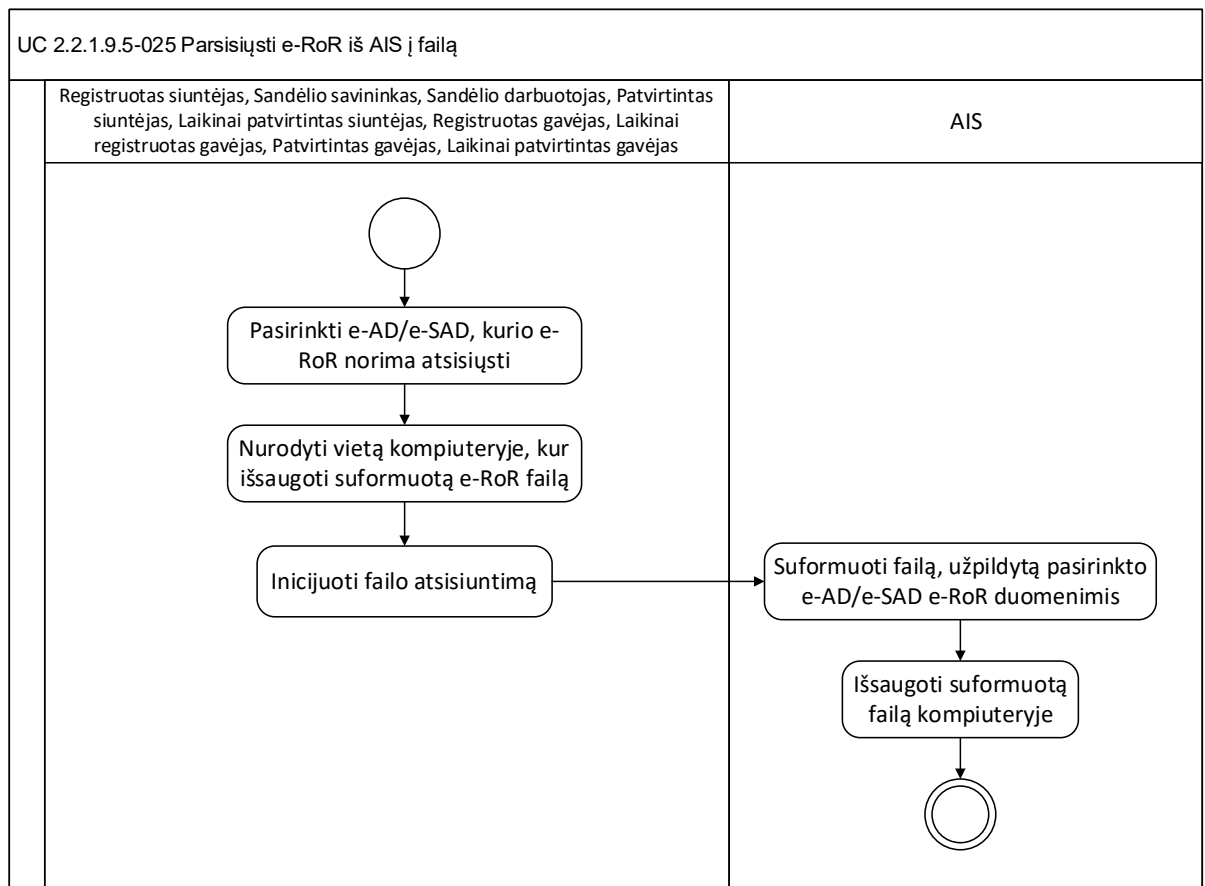 UC 2.2.1.9.5-025 Parsisiųsti e-RoR iš AIS į failą
Registruotas siuntėjas, Sandėlio savininkas, Sandėlio darbuotojas, Patvirtintas
siuntėjas, Laikinai patvirtintas siuntėjas, Registruotas gavėjas, Laikinai
registruotas gavėjas, Patvirtintas gavėjas, Laikinai patvirtintas gavėjas
AIS
Pasirinkti e-AD/e-SAD, kurio e-
RoR norima atsisiųsti
Nurodyti vietą kompiuteryje, kur
išsaugoti suformuotą e-RoR failą
Inicijuoti failo atsisiuntimą
Suformuoti failą, užpildytą pasirinkto
e-AD/e-SAD e-RoR duomenimis
Išsaugoti suformuotą
failą kompiuteryje